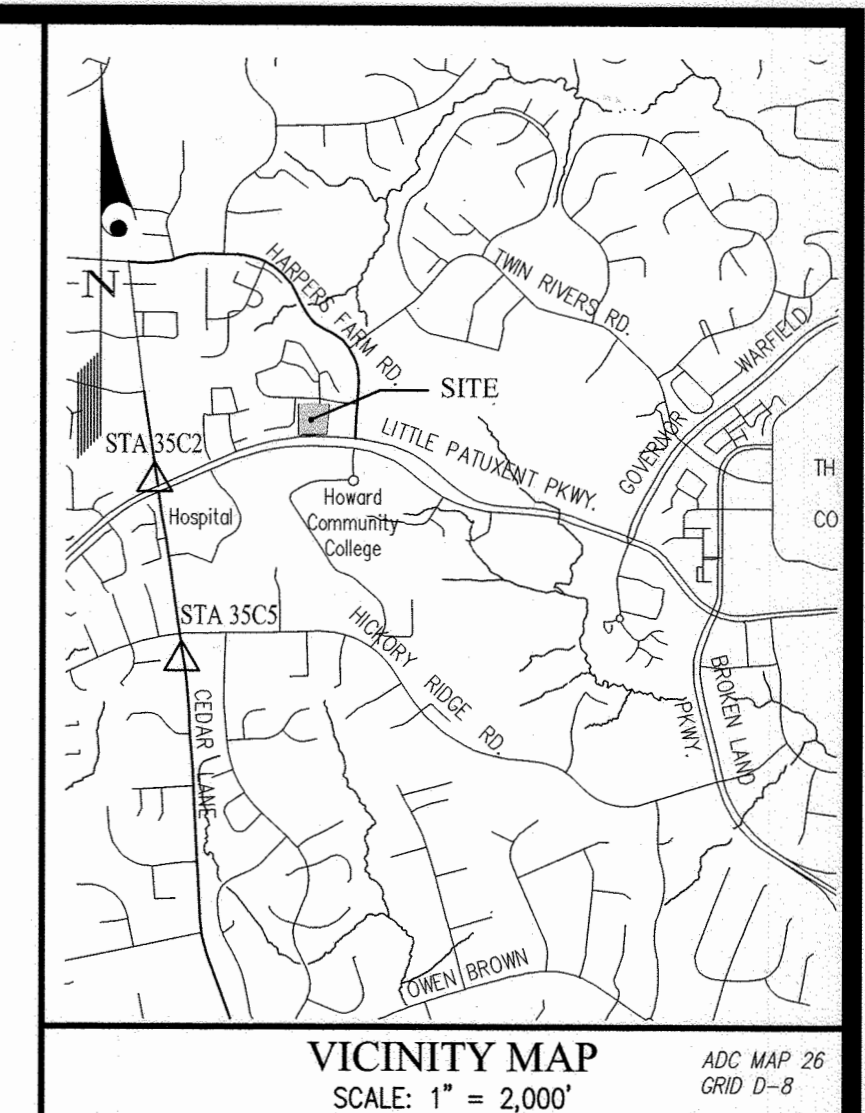 HARPERS FARM RD.
TWIN RIVERS RD.
N
WARFIELD
SITE
GOVERNOR
LITTLE PATUXENT PKWY.
STA 35C2
TH
CO
Hospital
Howard
Community
College
STA 35C5
HICKORY RIDGE RD.
CEDAR LANE
BROKEN LAND
PKWY.
OWEN BROWN
VICINITY MAP
SCALE: 1" = 2,000'
ADC MAP 26
GRID D-8